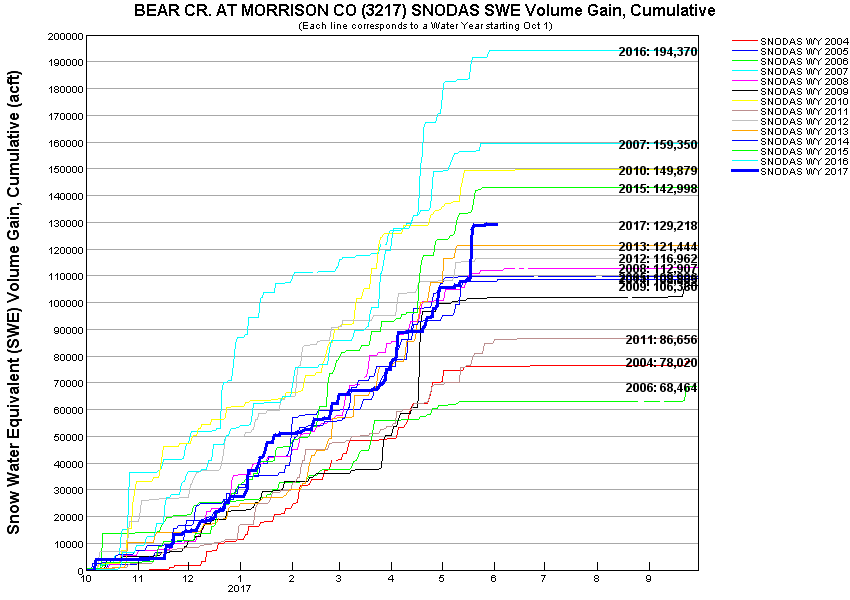 BEAR CR. AT MORRISON CO (3217) SNODAS SWE Volume Gain, Cumulative
(Each line corresponds to a Water Year starting Oct 1)
Snow Water Equivalent (SWE) Volume Gain, Cumulative (acft)
200000
190000
180000
170000
160000
150000
140000
130000
120000
110000
100000
90000
80000
70000
60000
50000
40000
30000
20000
10000
0
10 11 12 1 2 3 4 5 6 7 8 9
2017
2016: 194,370
2007: 159,350
2010: 149,879
2015: 142,998
2017: 129,218
2013: 121,444
2012: 116,962
2008: 112,907
2011: 86,656
2004: 78,020
2006: 68,464
SNODAS WY 2004
SNODAS WY 2005
SNODAS WY 2006
SNODAS WY 2007
SNODAS WY 2008
SNODAS WY 2009
SNODAS WY 2010
SNODAS WY 2011
SNODAS WY 2012
SNODAS WY 2013
SNODAS WY 2014
SNODAS WY 2015
SNODAS WY 2016
SNODAS WY 2017